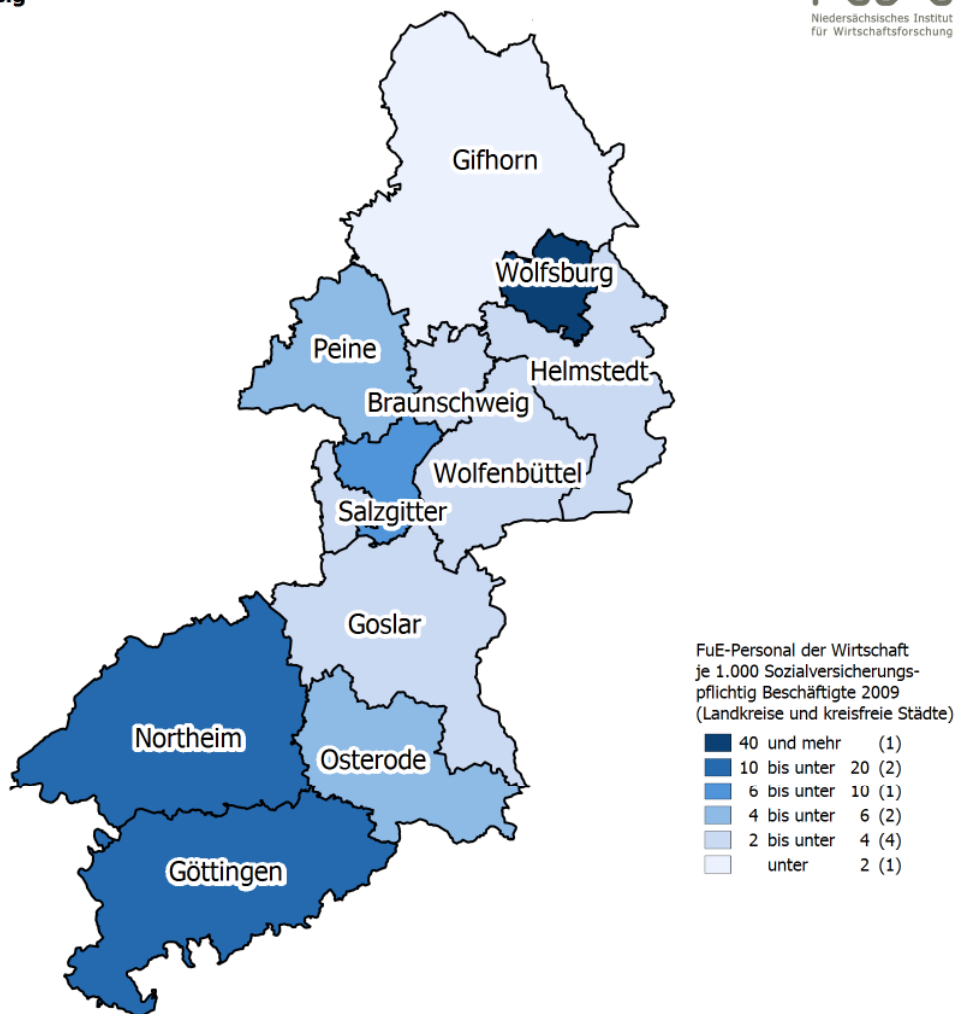 Niedersächsisches Institut
für Wirtschaftsforschung
Gifhorn
Wolfsburg
Peine
Helmstedt
Braunschweig
Wolfenbüttel
Salzgitter
Goslar
Northeim
Osterode
Göttingen
FuE-Personal der Wirtschaft
je 1.000 Sozialversicherungs-
pflichtig Beschäftigte 2009
(Landkreise und kreisfreie Städte)
40 und mehr (1)
10 bis unter 20 (2)
6 bis unter 10 (1)
4 bis unter 6 (2)
2 bis unter 4 (4)
unter 2 (1)